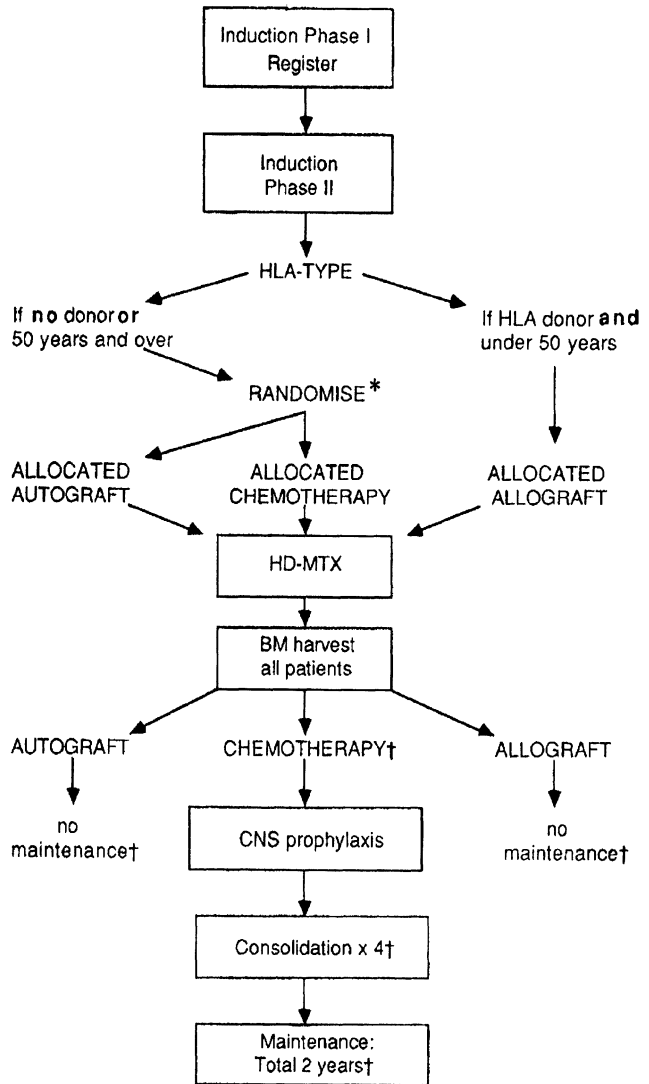 Induction Phase I
Register
Induction
Phase II
HLA-TYPE
If no donor or
50 years and over
If HLA donor and
under 50 years
RANDOMISE*
ALLOCATED
AUTOGRAFT
ALLOCATED
CHEMOTHERAPY
ALLOCATED
ALLOGRAFT
HD-MTX
BM harvest
all patients
AUTOGRAFT
CHEMOTHERAPY†
ALLOGRAFT
no
maintenance†
CNS prophylaxis
no
maintenance†
Consolidation x 4†
Maintenance:
Total 2 years†